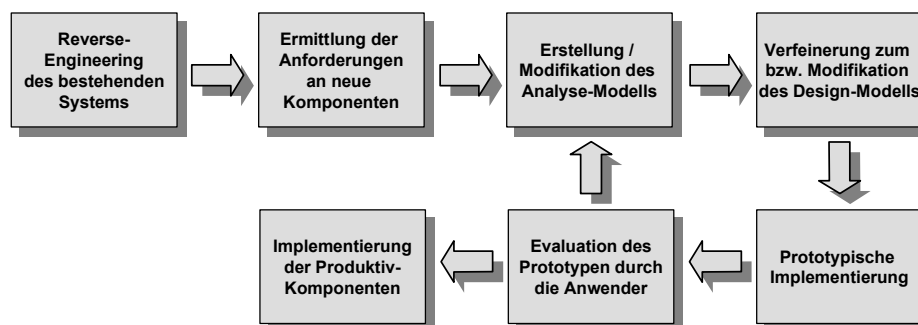 Reverse-
Engineering
des bestehenden
Systems
Ermittlung der
Anforderungen
an neue
Komponenten
Erstellung /
Modifikation des
Analyse-Modells
Verfeinerung zum
bzw. Modifikation
des Design-Modells
Implementierung
der Produktiv-
Komponenten
Evaluation des
Prototypen durch
die Anwender
Prototypische
Implementierung